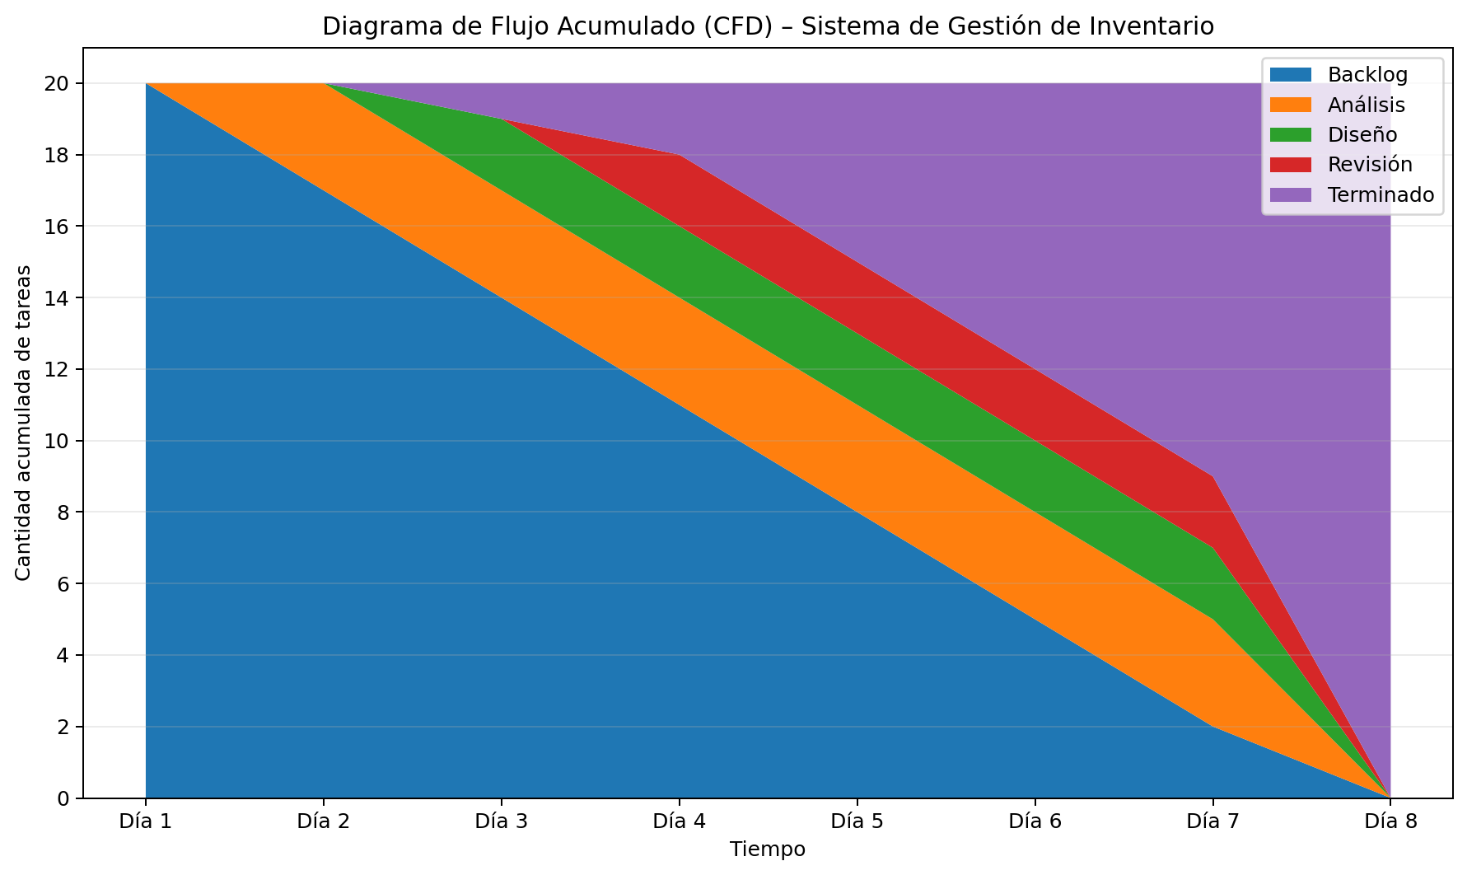 Diagrama de Flujo Acumulado (CFD) – Sistema de Gestión de Inventario
Backlog
Análisis
Diseño
Revisión
Terminado
Cantidad acumulada de tareas
20
18
16
14
12
10
8
6
4
2
0
Día 1 Día 2 Día 3 Día 4 Día 5 Día 6 Día 7 Día 8
Tiempo